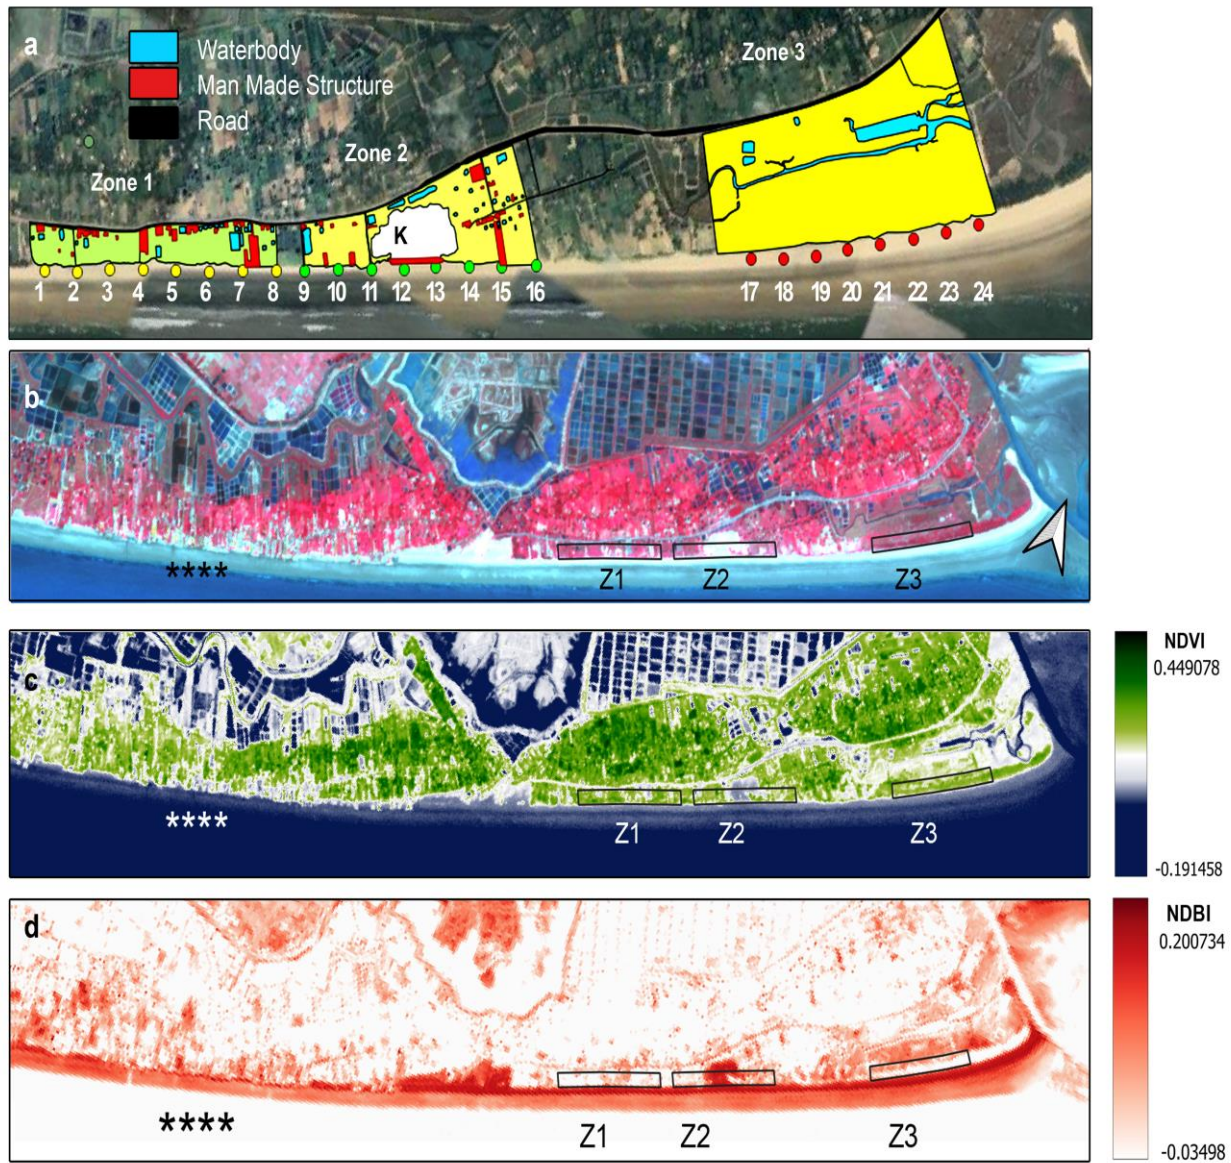 a
Waterbody
Man Made Structure
Road
Zone 1
Zone 2
Zone 3
K
1 2 3 4 5 6 7 8 9 10 11 12 13 14 15 16 17 18 19 20 21 22 23 24
b
****
Z1 Z2 Z3
c
****
Z1 Z2 Z3
NDVI
0.449078
-0.191458
d
****
Z1 Z2 Z3
NDBI
0.200734
-0.03498